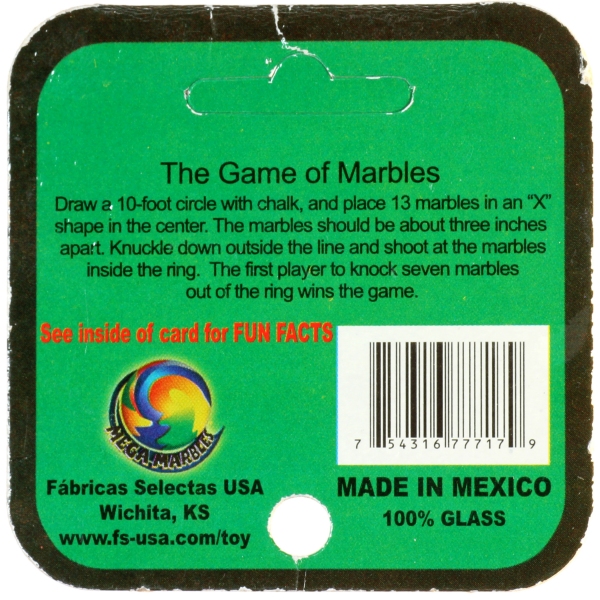 The Game of Marbles
Draw a 10-foot circle with chalk, and place 13 marbles in an “X”
shape in the center. The marbles should be about three inches
apart. Knuckle down outside the line and shoot at the marbles
inside the ring. The first player to knock seven marbles
out of the ring wins the game.
See inside of card for FUN FACTS
MEGA-MARBLES
7 54316 77717 9
Fábricas Selectas USA
Wichita, KS
www.fs-usa.com/toy
MADE IN MEXICO
100% GLASS